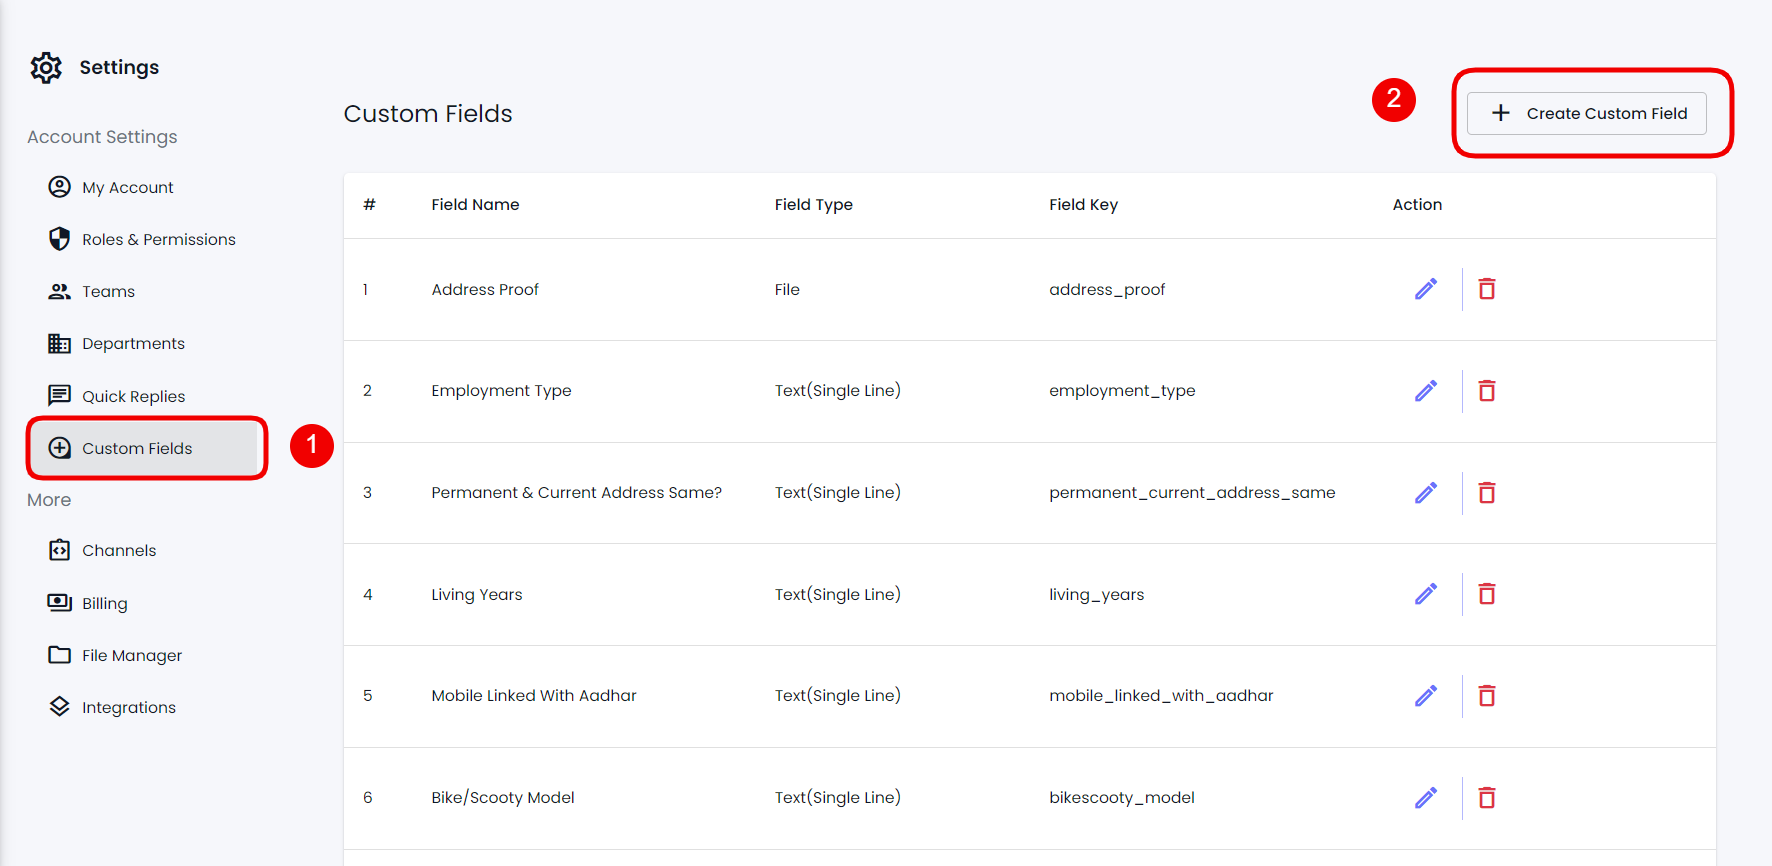 Settings
Account Settings
My Account
Roles & Permissions
Teams
Departments
Quick Replies
Custom Fields
1
More
Channels
Billing
File Manager
Integrations
Custom Fields
2
Create Custom Field
# Field Name Field Type Field Key Action
1 Address Proof File address_proof
2 Employment Type Text(Single Line) employment_type
3 Permanent & Current Address Same? Text(Single Line) permanent_current_address_same
4 Living Years Text(Single Line) living_years
5 Mobile Linked With Aadhar Text(Single Line) mobile_linked_with_aadhar
6 Bike/Scooty Model Text(Single Line) bikescooty_model